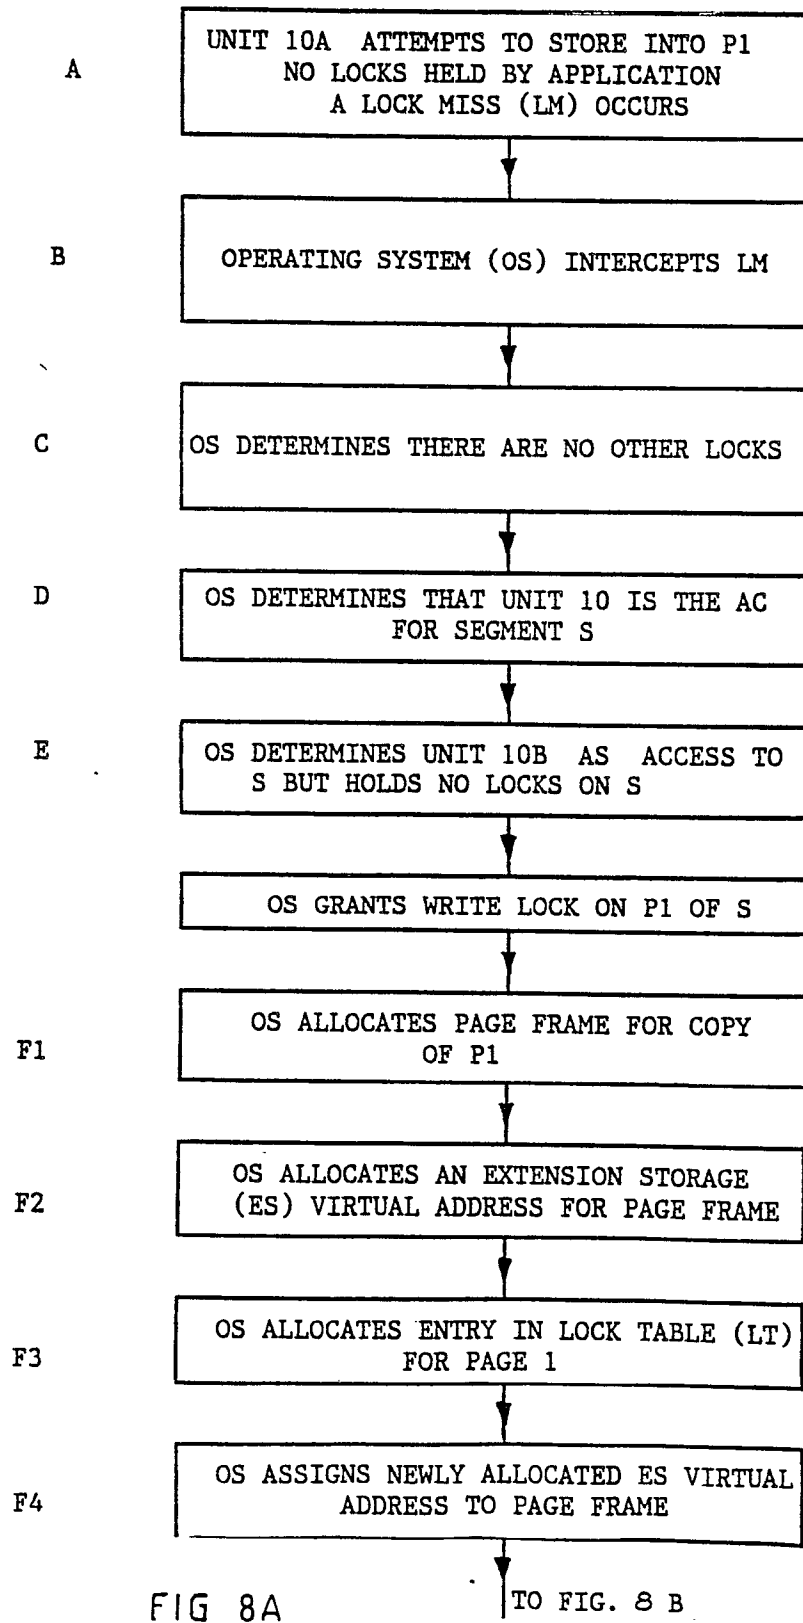 A
UNIT 10A ATTEMPTS TO STORE INTO P1
NO LOCKS HELD BY APPLICATION
A LOCK MISS (LM) OCCURS
B
OPERATING SYSTEM (OS) INTERCEPTS LM
C
OS DETERMINES THERE ARE NO OTHER LOCKS
D
OS DETERMINES THAT UNIT 10 IS THE AC
FOR SEGMENT S
E
OS DETERMINES UNIT 10B AS ACCESS TO
S BUT HOLDS NO LOCKS ON S
OS GRANTS WRITE LOCK ON P1 OF S
F1
OS ALLOCATES PAGE FRAME FOR COPY
OF P1
F2
OS ALLOCATES AN EXTENSION STORAGE
(ES) VIRTUAL ADDRESS FOR PAGE FRAME
F3
OS ALLOCATES ENTRY IN LOCK TABLE (LT)
FOR PAGE 1
F4
OS ASSIGNS NEWLY ALLOCATED ES VIRTUAL
ADDRESS TO PAGE FRAME
FIG 8A
TO FIG. 8 B